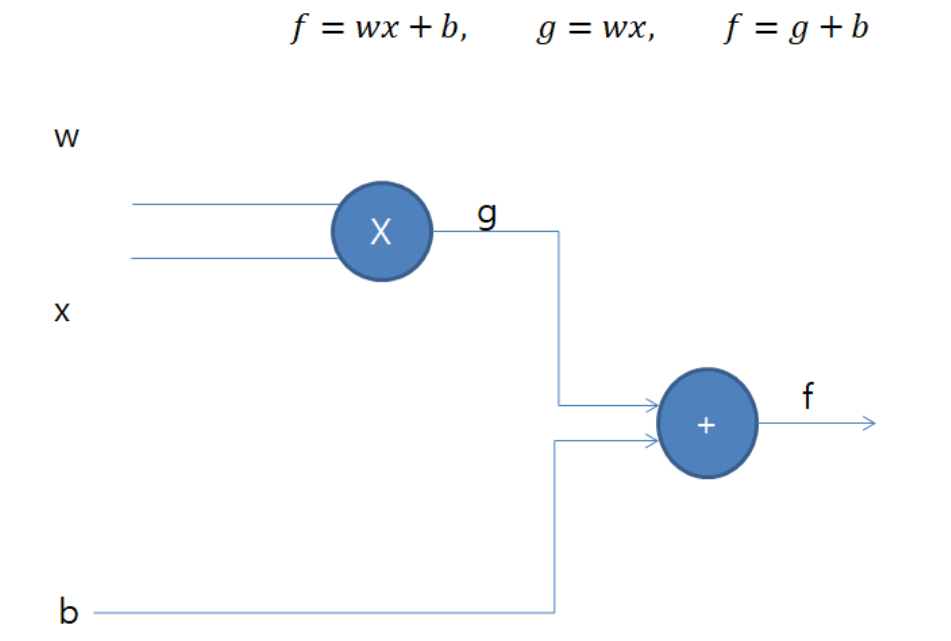 f = wx + b, g = wx, f = g + b
w
X
g
x
f
+
b